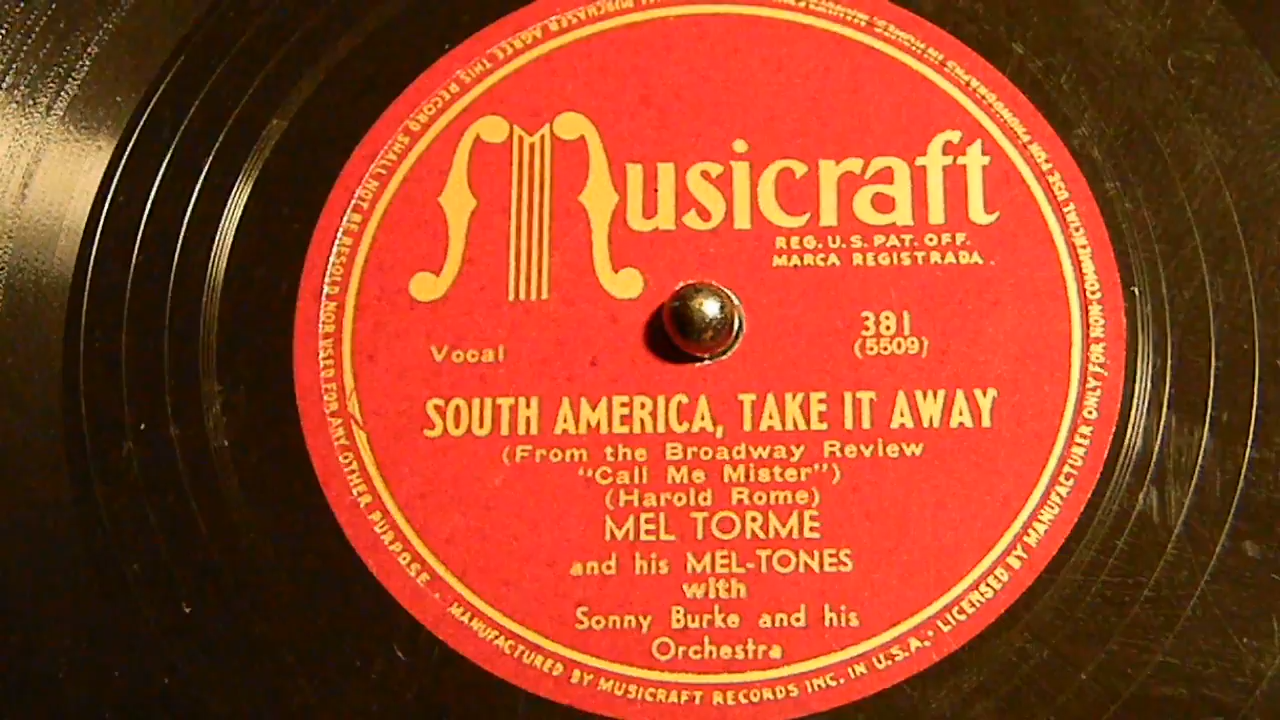 Musicraft
REG. U.S. PAT. OFF.
MARCA REGISTRADA.
381
(5509)
Vocal
SOUTH AMERICA, TAKE IT AWAY
(From the Broadway Review
"Call Me Mister")
(Harold Rome)
MEL TORME
and his MEL-TONES
with
Sonny Burke and his
Orchestra
MANUFACTURED BY MUSICRAFT RECORDS INC. IN U.S.A. • LICENSED BY MANUFACTURER ONLY FOR NON-COMMERCIAL USE FOR PHONOGRAPHS IN HOMES. PURCHASER AGREE THIS RECORD SHALL NOT BE RESOLD NOR USED FOR ANY OTHER PURPOSE.